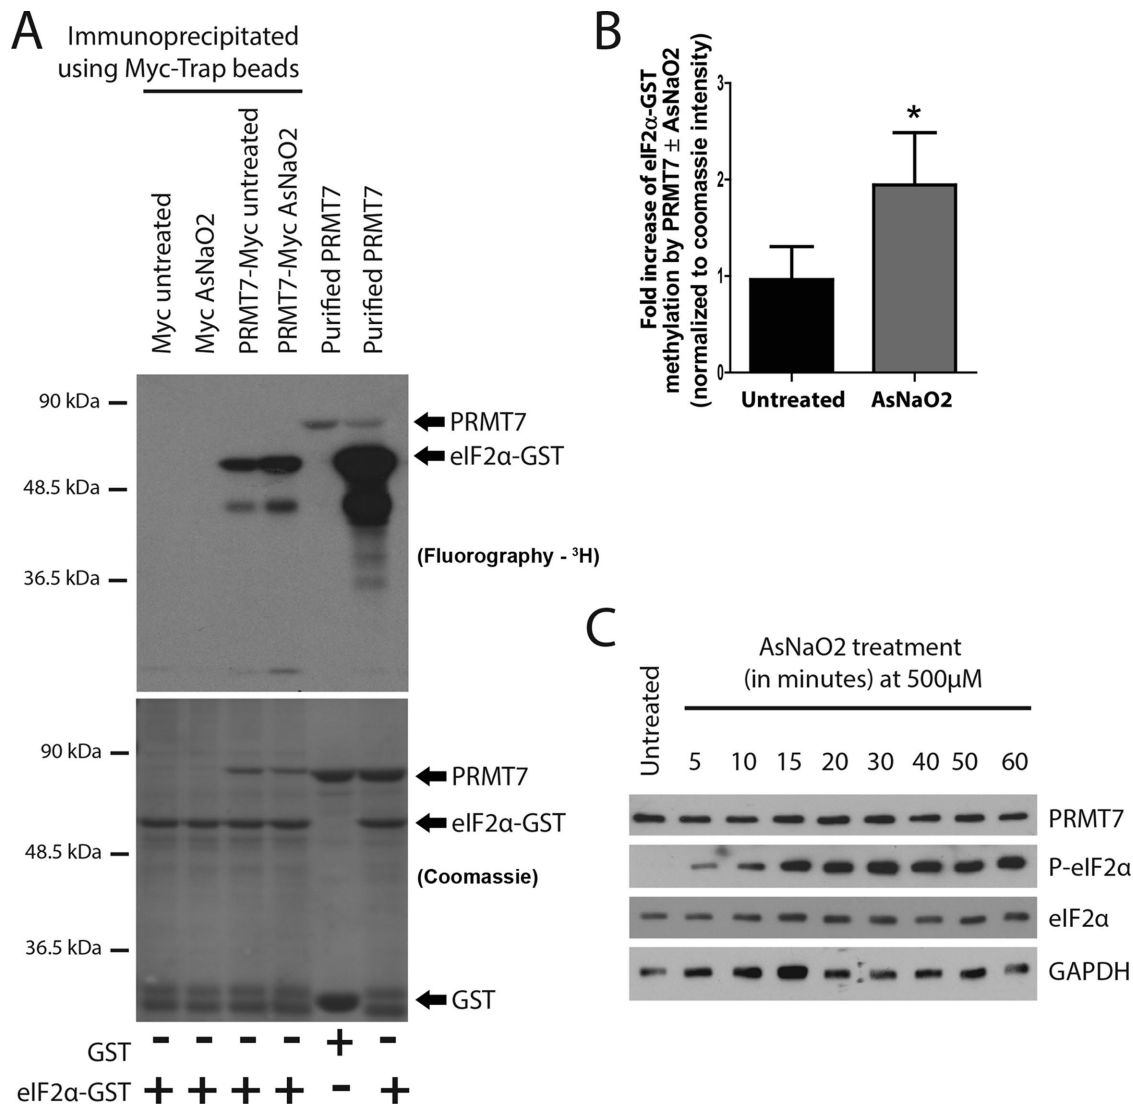 A
Immunoprecipitated
using Myc-Trap beads
Myc untreated
Myc AsNaO2
PRMT7-Myc untreated
PRMT7-Myc AsNaO2
Purified PRMT7
Purified PRMT7
90 kDa
48.5 kDa
36.5 kDa
PRMT7
eIF2α-GST
(Fluorography - ³H)
90 kDa
48.5 kDa
36.5 kDa
PRMT7
eIF2α-GST
(Coomassie)
GST
GST - - - - + -
eIF2α-GST + + + + - +
B
Fold increase of eIF2α-GST
methylation by PRMT7 ± AsNaO2
(normalized to coomassie intensity)
3
2
1
0
*
Untreated AsNaO2
C
AsNaO2 treatment
(in minutes) at 500μM
Untreated
5 10 15 20 30 40 50 60
PRMT7
P-eIF2α
eIF2α
GAPDH